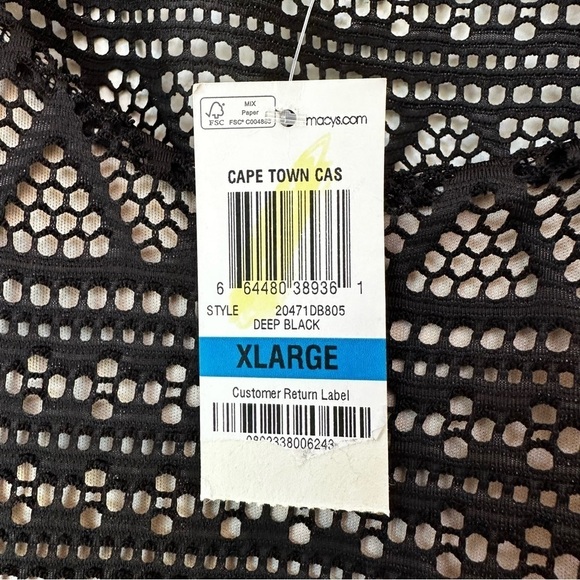 MIX
Paper
FSC
FSC®
macys.com
CAPE TOWN CAS
6 64480 38936 1
STYLE 20471DB805
DEEP BLACK
XLARGE
Customer Return Label